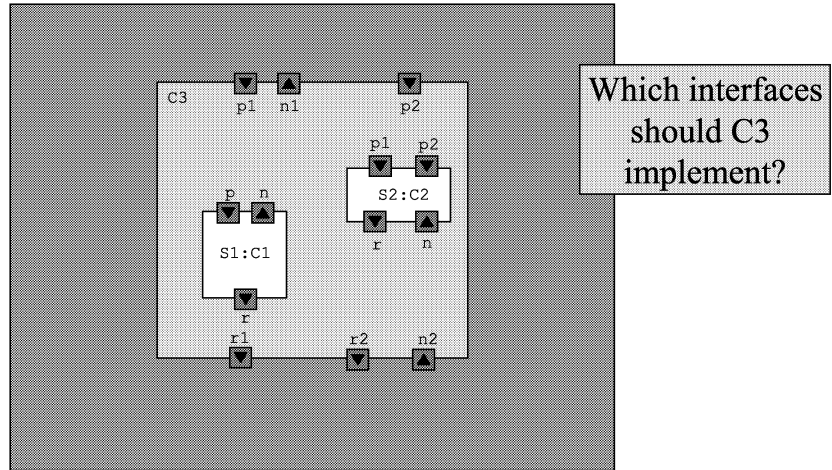 C3
p1 n1 p2
Which interfaces
should C3
implement?
p1 p2
S2:C2
r n
p n
S1:C1
r
r1 r2 n2